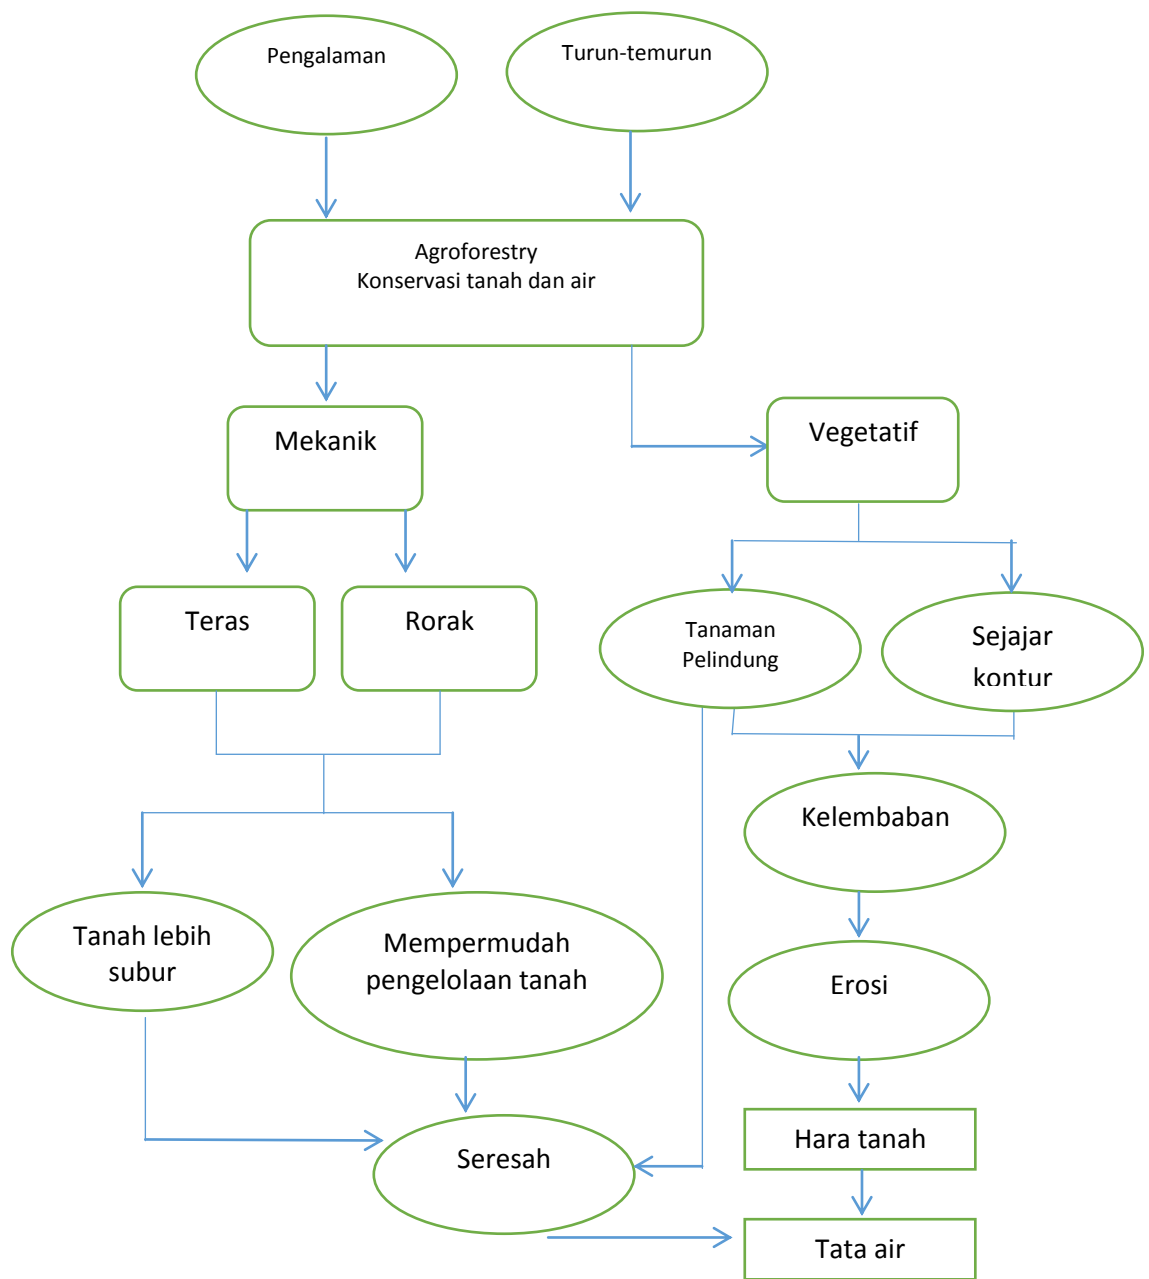 Pengalaman
Turun-temurun
Agroforestry
Konservasi tanah dan air
Mekanik
Vegetatif
Teras
Rorak
Tanaman
Pelindung
Sejajar
kontur
Kelembaban
Tanah lebih
subur
Mempermudah
pengelolaan tanah
Erosi
Hara tanah
Seresah
Tata air